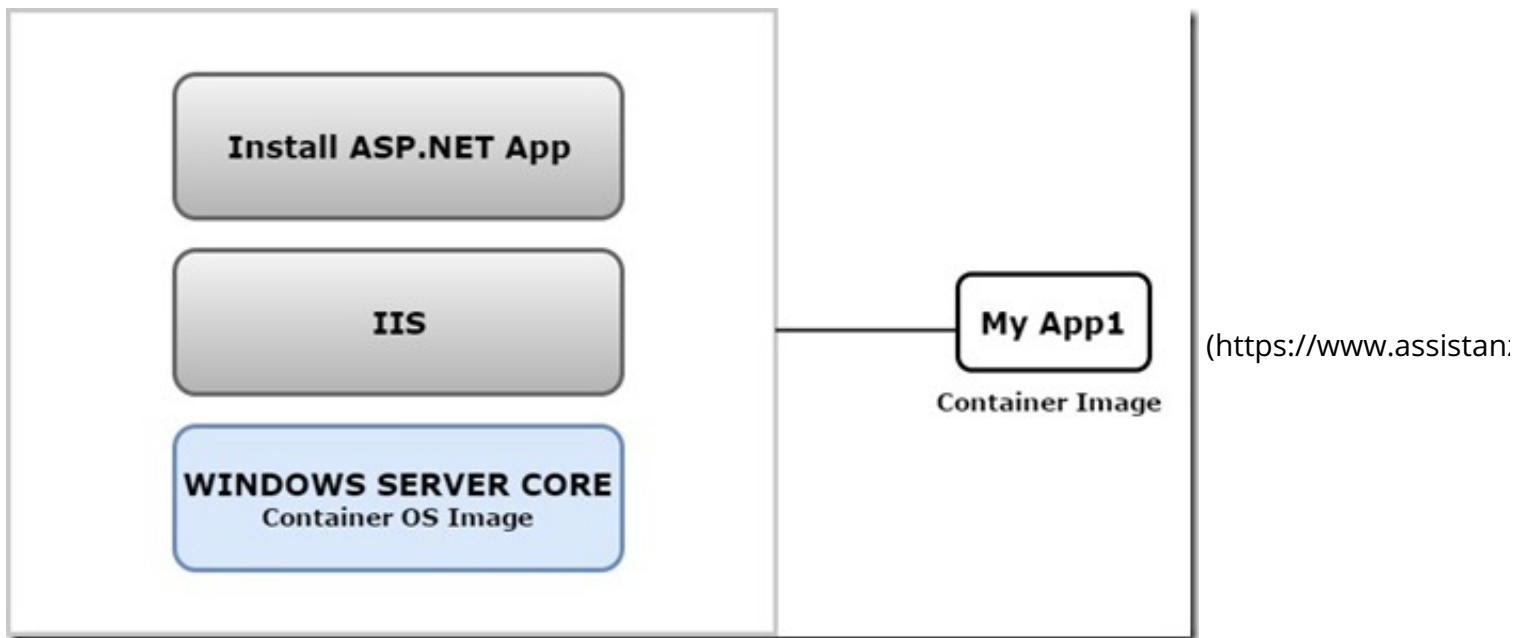 Install ASP.NET App
IIS
WINDOWS SERVER CORE
Container OS Image
My App1
Container Image
(https://www.assistan